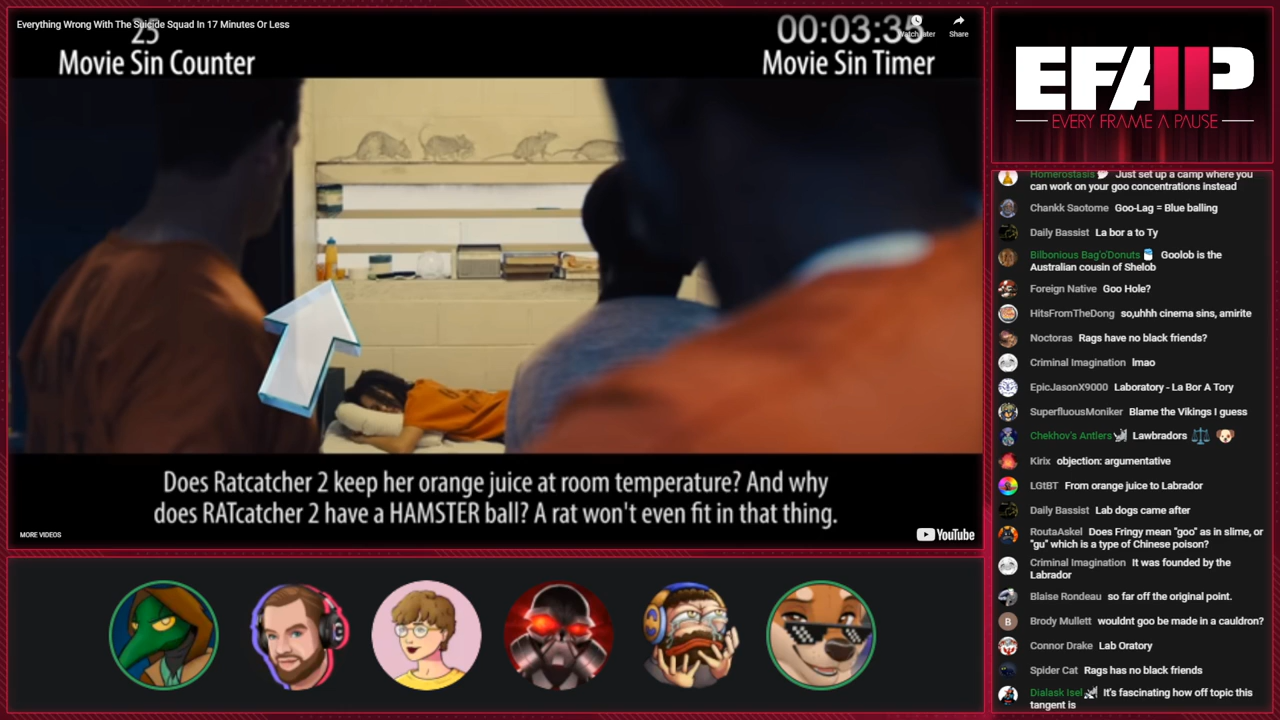 Everything Wrong With The Suicide Squad In 17 Minutes Or Less
25
Movie Sin Counter
00:03:35
Movie Sin Timer
Watch later
Share
Does Ratcatcher 2 keep her orange juice at room temperature? And why
does RATcatcher 2 have a HAMSTER ball? A rat won't even fit in that thing.
MORE VIDEOS
YouTube
EFAP
EVERY FRAME A PAUSE
Homerostasis Just set up a camp where you
can work on your goo concentrations instead
Chankk Saotome Goo-Lag = Blue balling
Daily Bassist La bor a to Ty
Bilbonious Bag'o'Donuts Goolob is the
Australian cousin of Shelob
Foreign Native Goo Hole?
HitsFromTheDong so,uhhh cinema sins, amirite
Noctoras Rags have no black friends?
Criminal Imagination lmao
EpicJasonX9000 Laboratory - La Bor A Tory
SuperfluousMoniker Blame the Vikings I guess
Chekhov's Antlers Lawbradors
Kirix objection: argumentative
LGtBT From orange juice to Labrador
Daily Bassist Lab dogs came after
RoutaAskel Does Fringy mean "goo" as in slime, or
"gu" which is a type of Chinese poison?
Criminal Imagination It was founded by the
Labrador
Blaise Rondeau so far off the original point.
B
Brody Mullett wouldnt goo be made in a cauldron?
Connor Drake Lab Oratory
Spider Cat Rags has no black friends
Dialask Isel It's fascinating how off topic this
tangent is